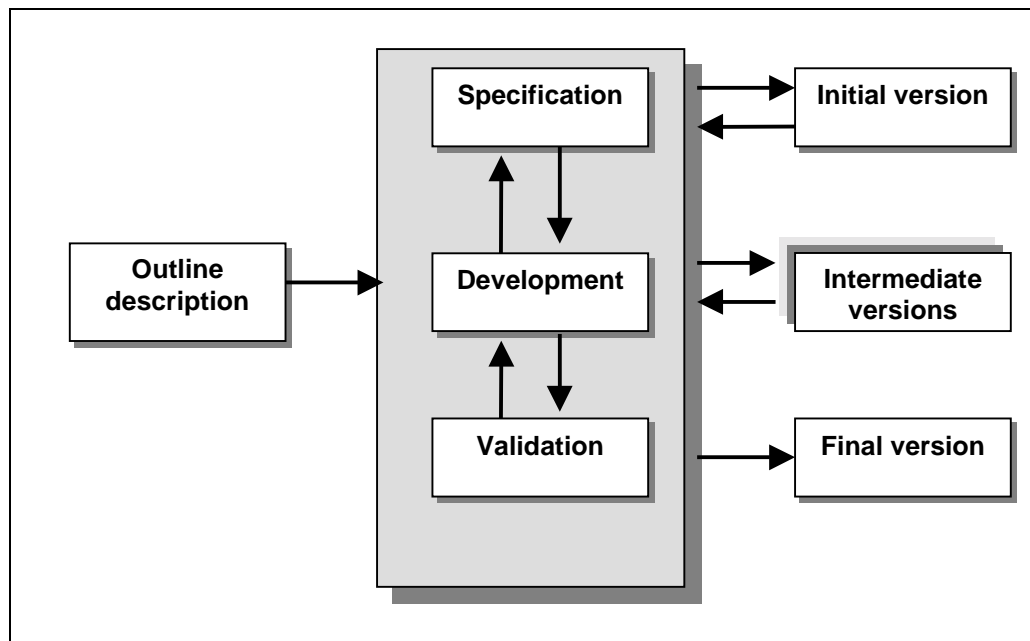 Specification
Initial version
Outline
description
Development
Intermediate
versions
Validation
Final version